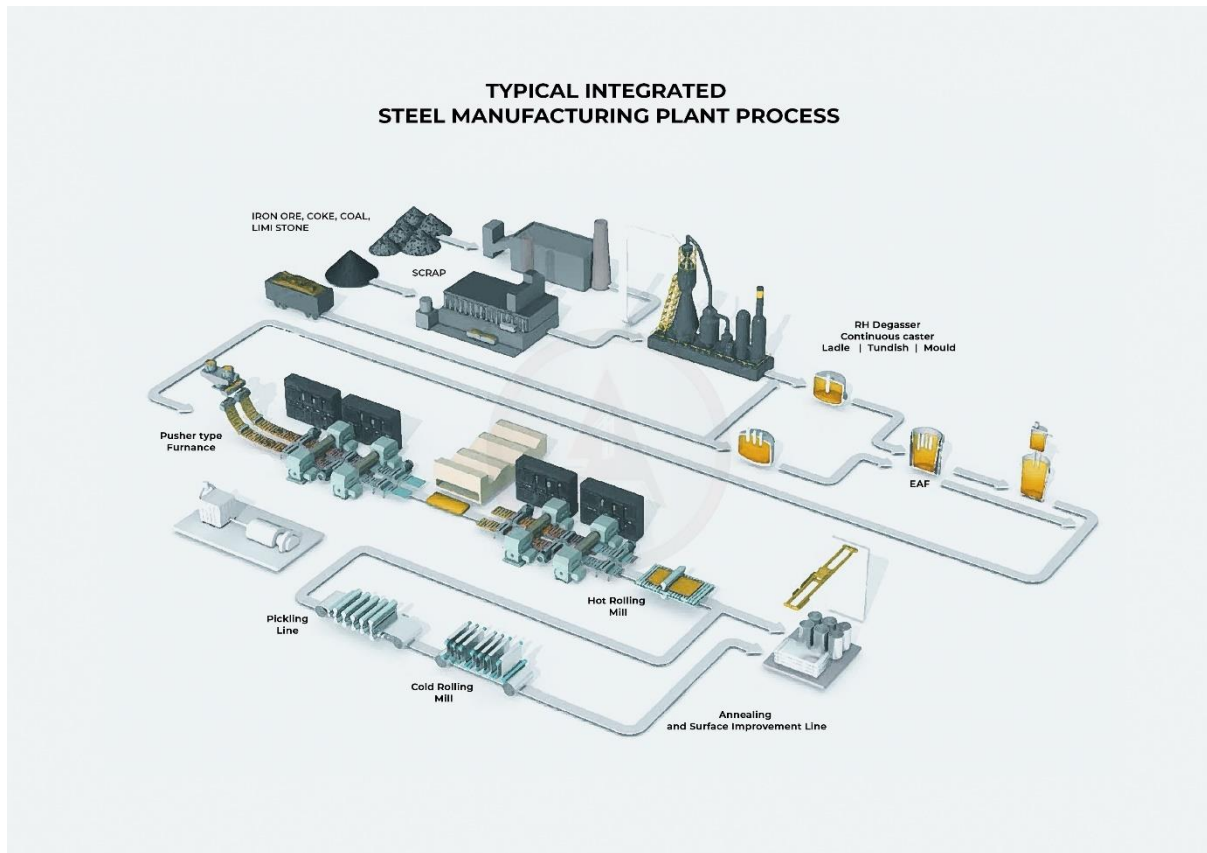 TYPICAL INTEGRATED
STEEL MANUFACTURING PLANT PROCESS
IRON ORE, COKE, COAL,
LIMI STONE
SCRAP
RH Degasser
Continuous caster
Ladle | Tundish | Mould
Pusher type
Furnance
EAF
Hot Rolling
Mill
Pickling
Line
Cold Rolling
Mill
Annealing
and Surface Improvement Line